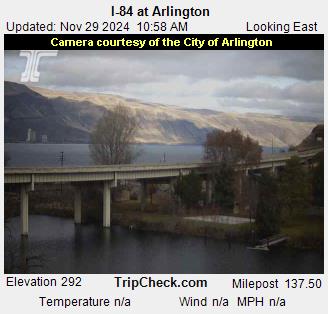 I-84 at Arlington
Updated: Nov 29 2024 10:58 AM Looking East
Camera courtesy of the City of Arlington
Elevation 292 TripCheck.com Milepost 137.50
Temperature n/a Wind n/a MPH n/a